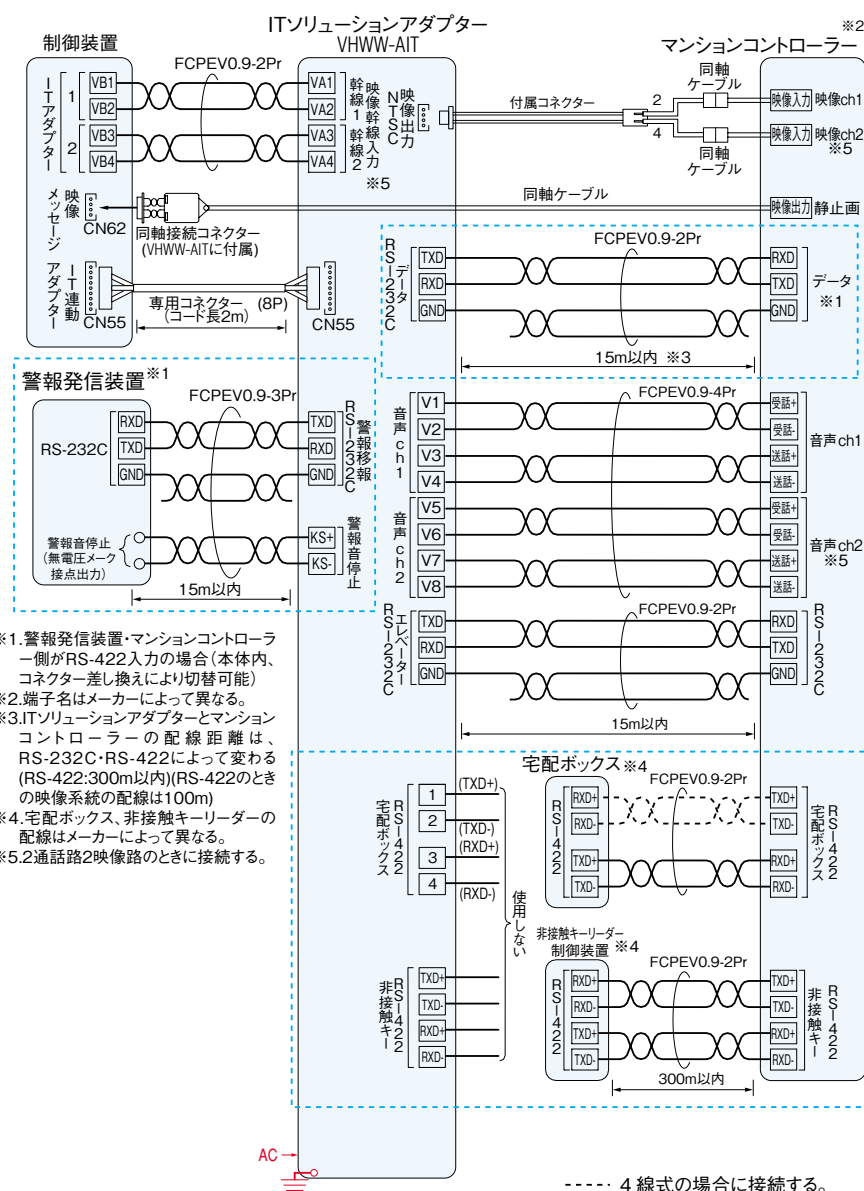 ITソリューションアダプター
VHWW-AIT
制御装置
※2
マンションコントローラー
FCPEV0.9-2Pr
ITアダプター
1
VB1
VB2
2
VB3
VB4
VA1
VA2
VA3
VA4
幹線1
幹線2
映像幹線入力
※5
映像出力
NTSC
付属コネクター
2
4
同軸
ケーブル
同軸
ケーブル
映像入力
映像ch1
映像入力
映像ch2
※5
映像
メッセージ
CN62
同軸接続コネクター
(VHWW-AITに付属)
同軸ケーブル
映像出力
静止画
IT連動
アダプター
CN55
専用コネクター (8P)
(コード長2m)
CN55
データ
RS-232C
TXD
RXD
GND
FCPEV0.9-2Pr
RXD
TXD
GND
データ
※1
15m以内 ※3
警報発信装置※1
FCPEV0.9-3Pr
RS-232C
RXD
TXD
GND
TXD
RXD
GND
警報移報
RS-232C
警報音停止
(無電圧メーク
接点出力)
KS+
KS-
警報音停止
15m以内
音声ch1
V1
V2
V3
V4
FCPEV0.9-4Pr
受話+
受話-
送話+
送話-
音声ch1
音声ch2
V5
V6
V7
V8
受話+
受話-
送話+
送話-
音声ch2
※5
エレベーター
RS-232C
TXD
RXD
GND
FCPEV0.9-2Pr
RXD
TXD
GND
RS-232C
15m以内
※1.警報発信装置・マンションコントローラ
ー側がRS-422入力の場合(本体内、
コネクター差し換えにより切替可能)
※2.端子名はメーカーによって異なる。
※3.ITソリューションアダプターとマンション
コントローラーの配線距離は、
RS-232C・RS-422によって変わる
(RS-422:300m以内)(RS-422のとき
の映像系統の配線は100m)
※4.宅配ボックス、非接触キーリーダーの
配線はメーカーによって異なる。
※5.2通話路2映像路のときに接続する。
宅配ボックス
RS-422
1
2
3
4
(TXD+)
(TXD-)
(RXD+)
(RXD-)
使用しない
宅配ボックス ※4
RS-422
RXD+
RXD-
TXD+
TXD-
FCPEV0.9-2Pr
TXD+
TXD-
RXD+
RXD-
宅配ボックス
RS-422
非接触キー
RS-422
TXD+
TXD-
RXD+
RXD-
非接触キーリーダー
制御装置 ※4
RS-422
RXD+
RXD-
TXD+
TXD-
FCPEV0.9-2Pr
TXD+
TXD-
RXD+
RXD-
非接触キー
RS-422
300m以内
AC
----- 4線式の場合に接続する。